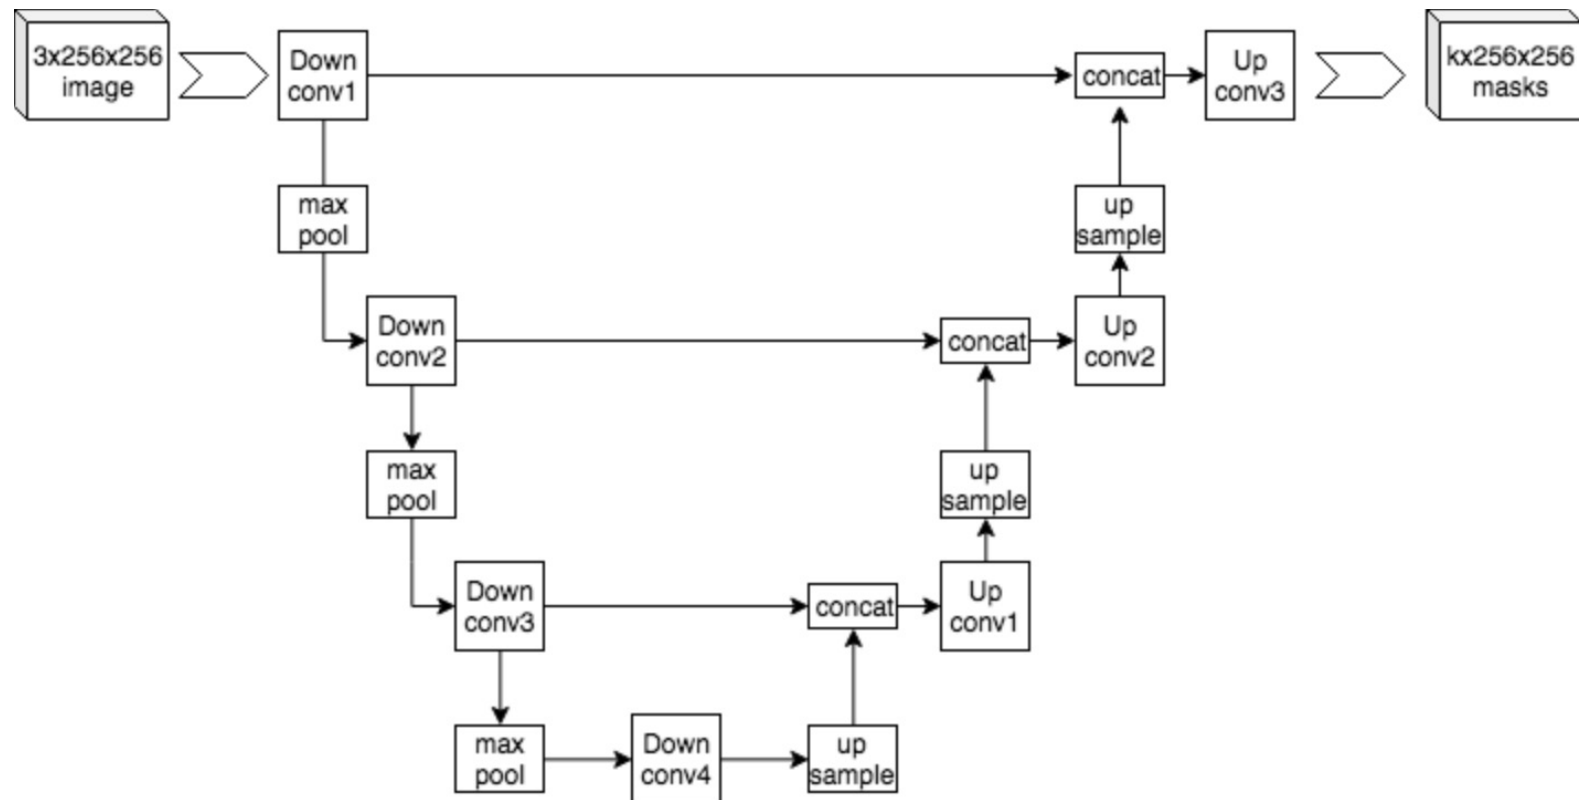 3x256x256
image
Down
conv1
concat
Up
conv3
kx256x256
masks
max
pool
up
sample
Down
conv2
concat
Up
conv2
max
pool
up
sample
Down
conv3
concat
Up
conv1
max
pool
Down
conv4
up
sample